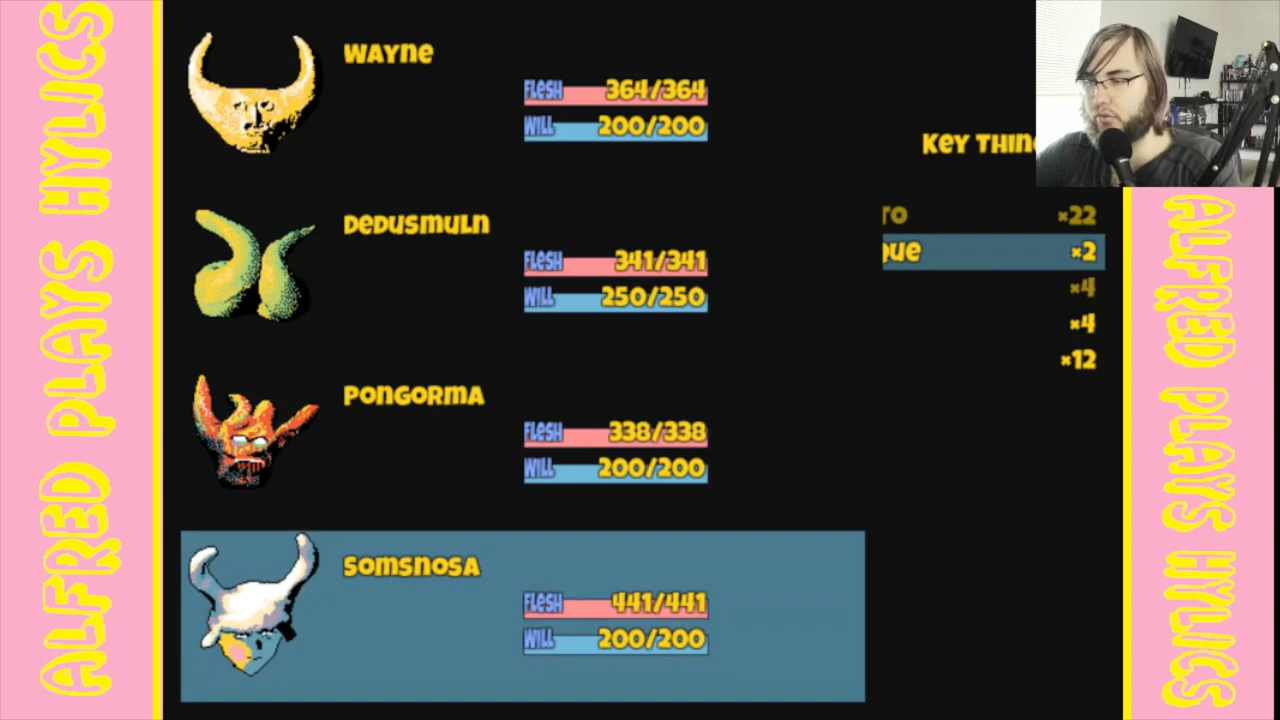 ALFRED PLAYS HYLICS
WAYNE
FLESH 364/364
WILL 200/200
DEDUSMULN
FLESH 341/341
WILL 250/250
PONGORMA
FLESH 338/338
WILL 200/200
SOMSNOSA
FLESH 441/441
WILL 200/200
KEY THIN
TO ×22
QUE ×2
×4
×4
×12
ALFRED PLAYS HYLICS